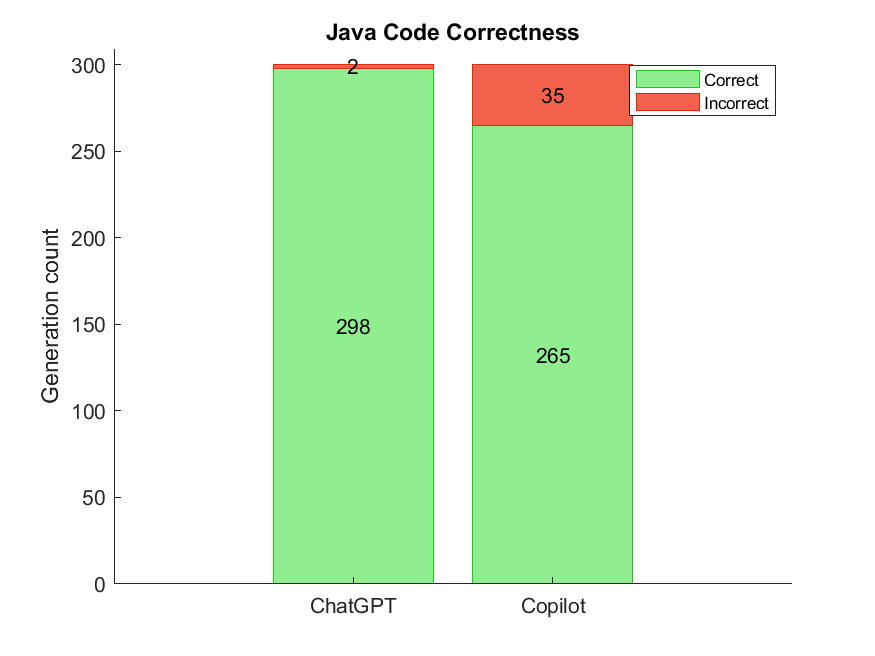 Java Code Correctness
300
250
200
150
100
50
0
Generation count
2
298
35
265
Correct
Incorrect
ChatGPT
Copilot